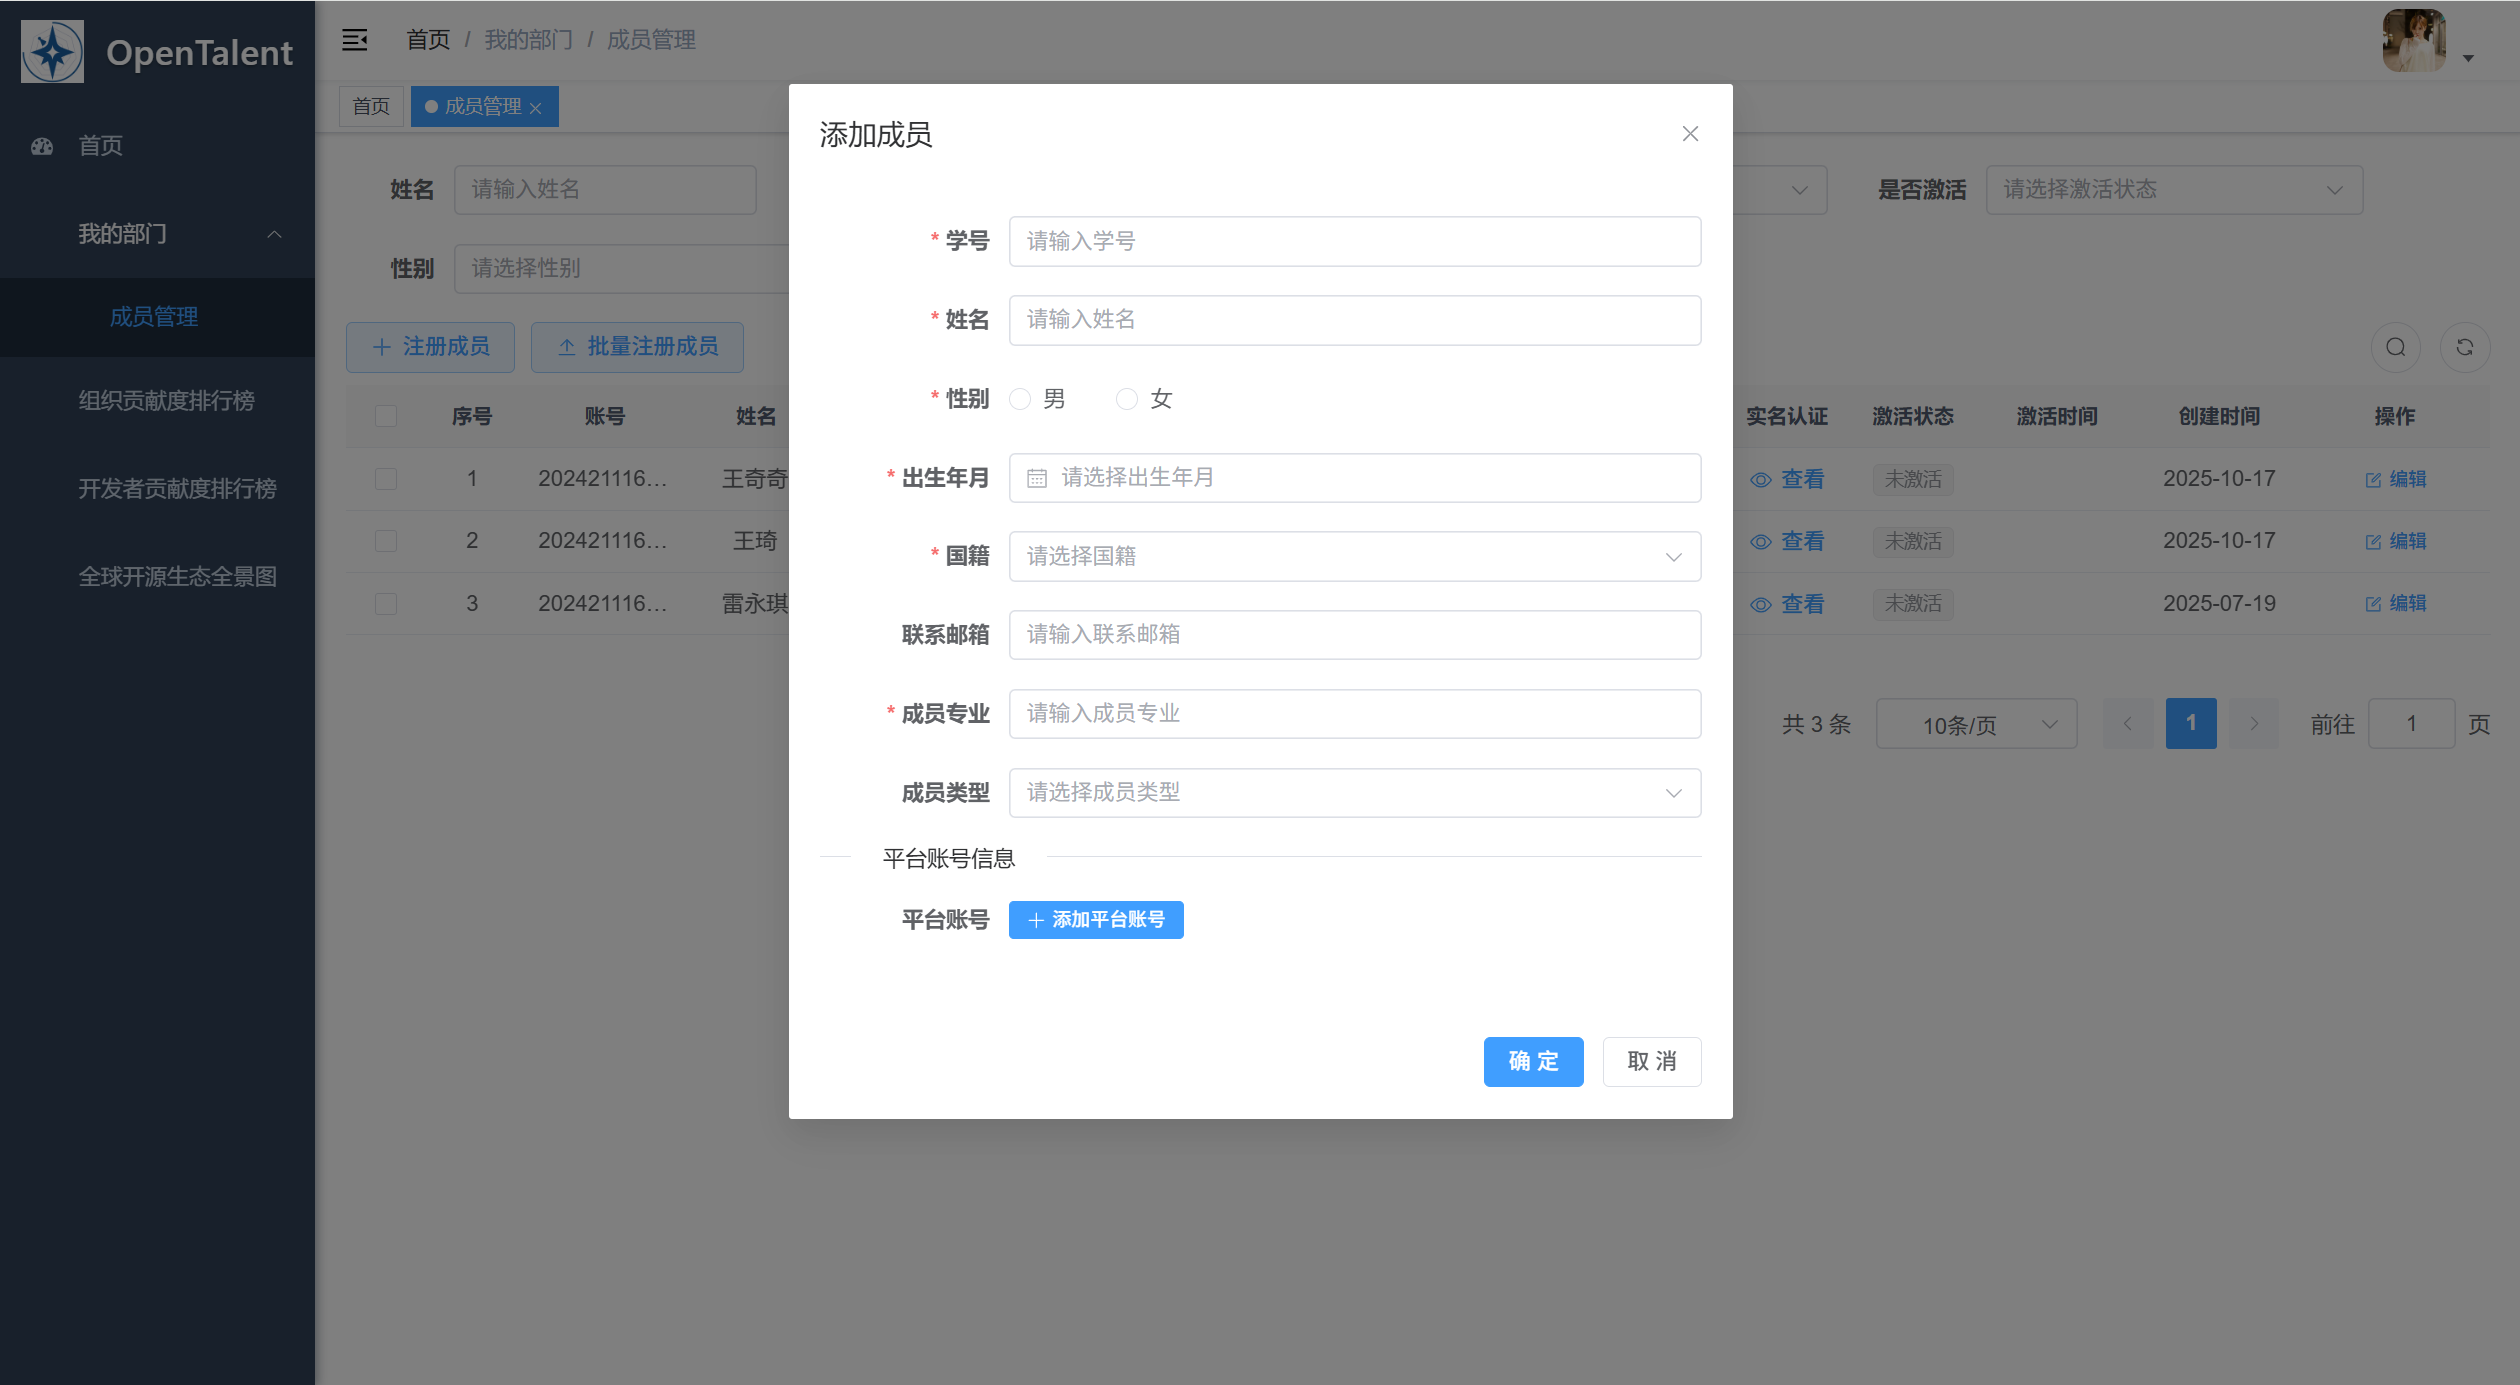 OpenTalent
首页
我的部门
成员管理
组织贡献度排行榜
开发者贡献度排行榜
全球开源生态全景图
首页 / 我的部门 / 成员管理
首页 成员管理
姓名 请输入姓名
是否激活 请选择激活状态
性别 请选择性别
注册成员 批量注册成员
序号 账号 姓名 实名认证 激活状态 激活时间 创建时间 操作
1 202421116... 王奇奇 查看 未激活 2025-10-17 编辑
2 202421116... 王琦 查看 未激活 2025-10-17 编辑
3 202421116... 雷永琪 查看 未激活 2025-07-19 编辑
共 3 条 10条/页 1 前往 1 页
添加成员
* 学号 请输入学号
* 姓名 请输入姓名
* 性别 男 女
* 出生年月 请选择出生年月
* 国籍 请选择国籍
联系邮箱 请输入联系邮箱
* 成员专业 请输入成员专业
成员类型 请选择成员类型
平台账号信息
平台账号 添加平台账号
确 定 取 消